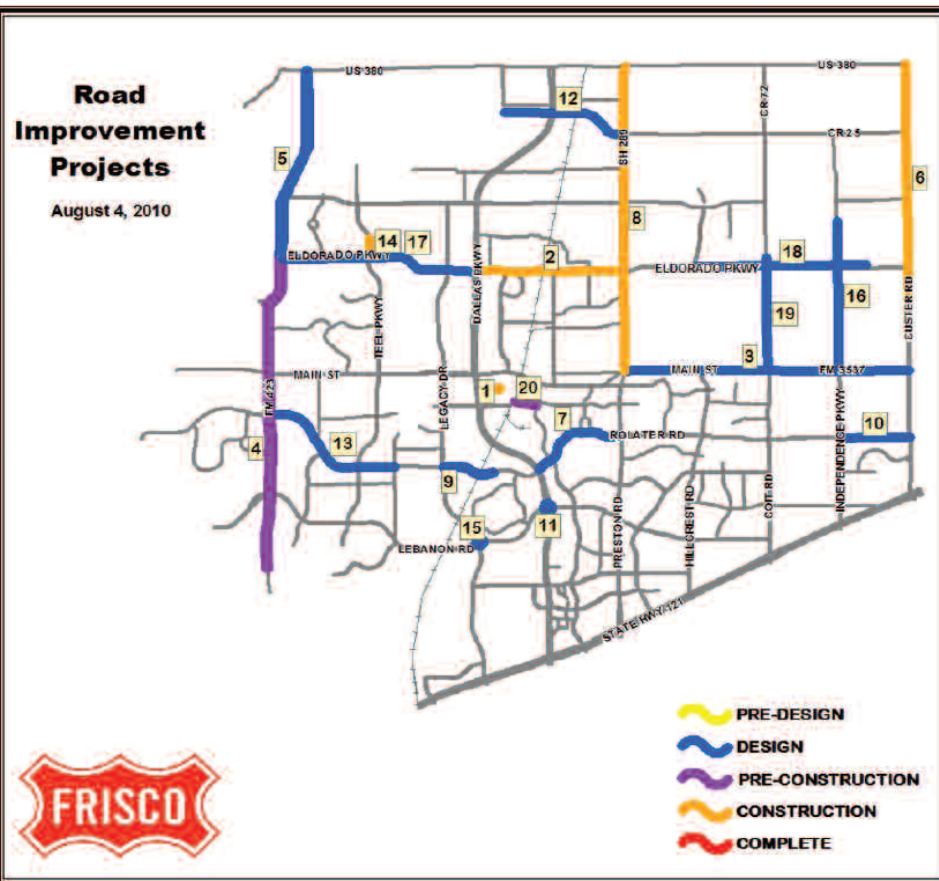 Road
Improvement
Projects
August 4, 2010
US 380
US 380
12
CR 72
SH 289
CR 25
5
6
8
14
17
2
18
ELDORADO PKWY
ELDORADO PKWY
DALLAS PKWY
16
19
CUSTER RD
TEEL PKWY
3
MAIN ST
MAIN ST
FM 3537
LEGACY DR
1
20
FM 423
7
10
ROLATER RD
INDEPENDENCE PKWY
4
13
9
COIT RD
HILLCREST RD
PRESTON RD
15
11
LEBANON RD
STATE HWY 121
PRE-DESIGN
DESIGN
PRE-CONSTRUCTION
CONSTRUCTION
COMPLETE
FRISCO